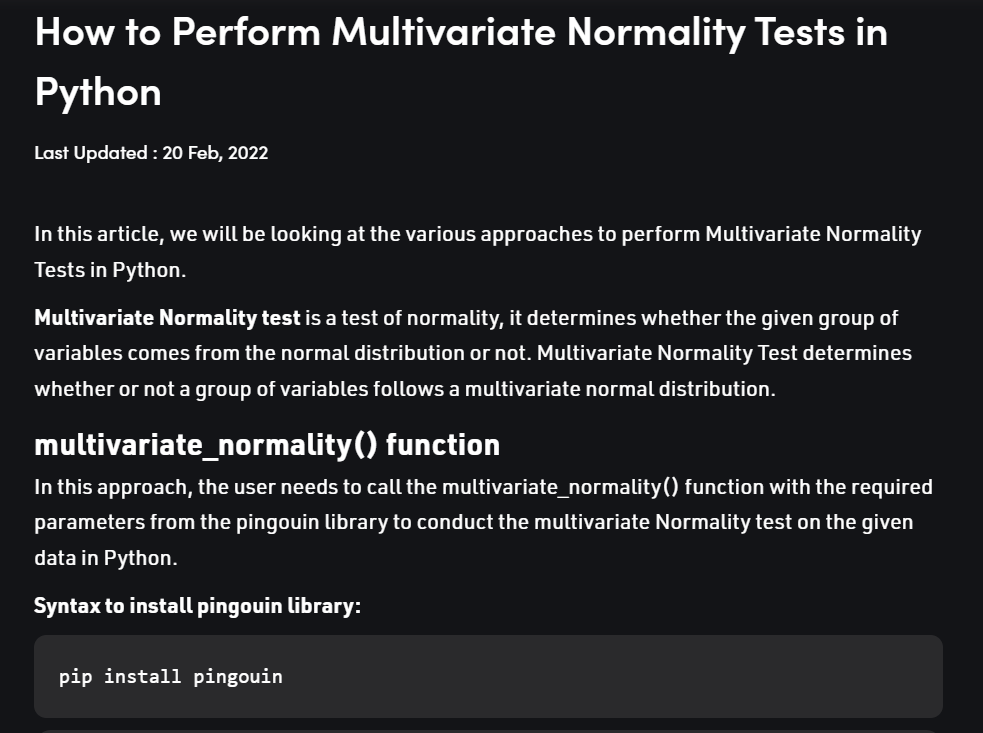 How to Perform Multivariate Normality Tests in
Python
Last Updated : 20 Feb, 2022
In this article, we will be looking at the various approaches to perform Multivariate Normality
Tests in Python.
Multivariate Normality test is a test of normality, it determines whether the given group of
variables comes from the normal distribution or not. Multivariate Normality Test determines
whether or not a group of variables follows a multivariate normal distribution.
multivariate_normality() function
In this approach, the user needs to call the multivariate_normality() function with the required
parameters from the pingouin library to conduct the multivariate Normality test on the given
data in Python.
Syntax to install pingouin library:
pip install pingouin